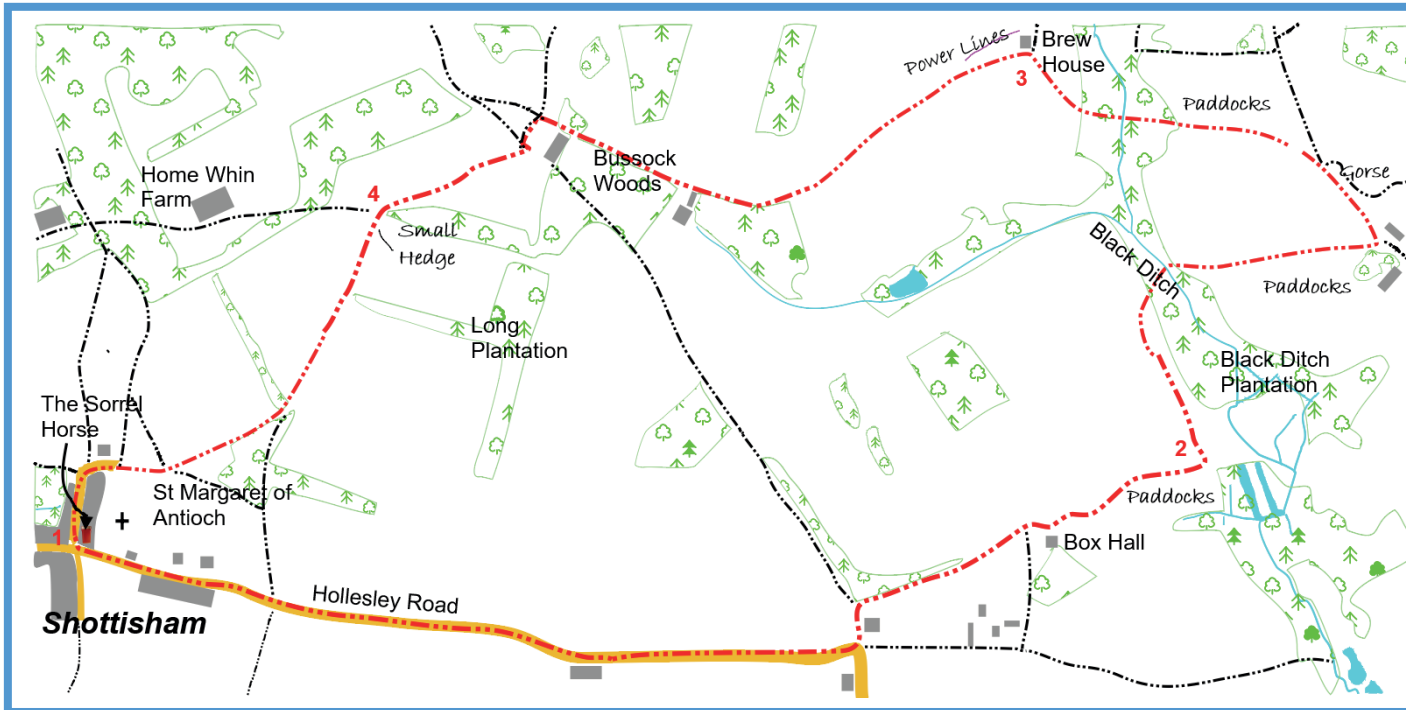 Power Lines
Brew
House
3
Paddocks
Home Whin
Farm
Bussock
Woods
Gorse
4
Small
Hedge
Black Ditch
Paddocks
Long
Plantation
Black Ditch
Plantation
The Sorrel
Horse
2
St Margaret of
Antioch
Paddocks
1
Box Hall
Hollesley Road
Shottisham